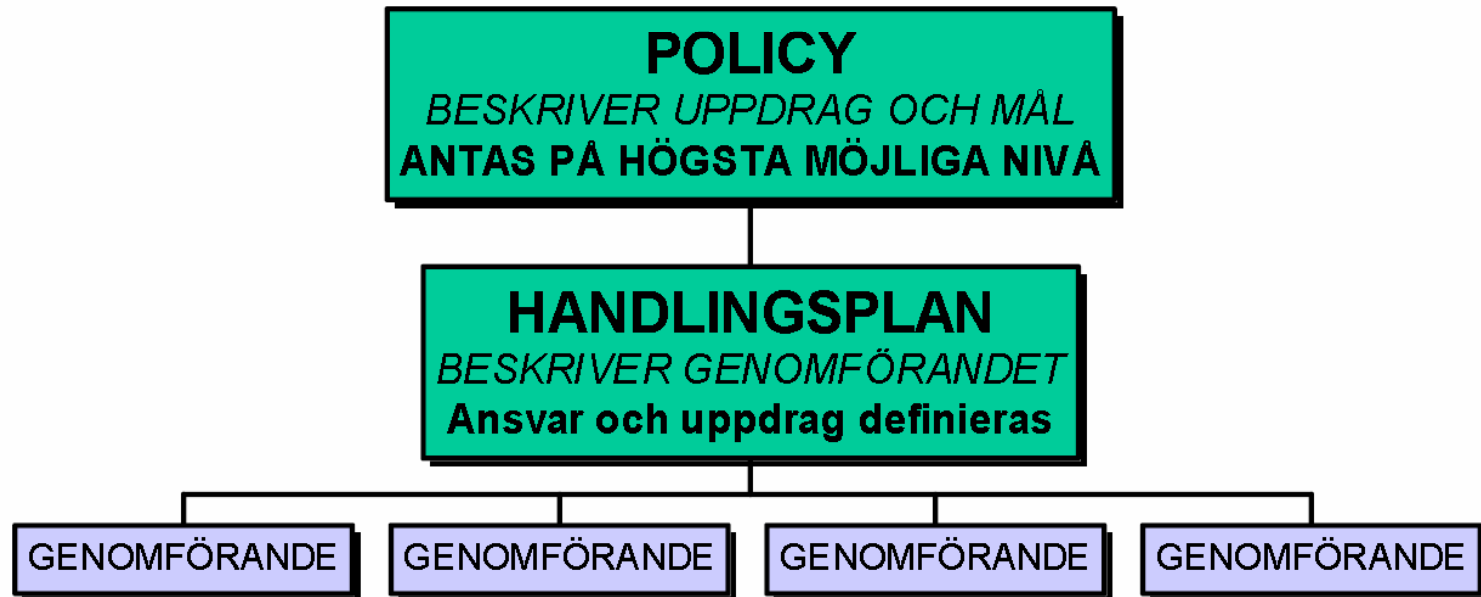 POLICY
BESKRIVER UPPDRAG OCH MÅL
ANTAS PÅ HÖGSTA MÖJLIGA NIVÅ
HANDLINGSPLAN
BESKRIVER GENOMFÖRANDET
Ansvar och uppdrag definieras
GENOMFÖRANDE
GENOMFÖRANDE
GENOMFÖRANDE
GENOMFÖRANDE